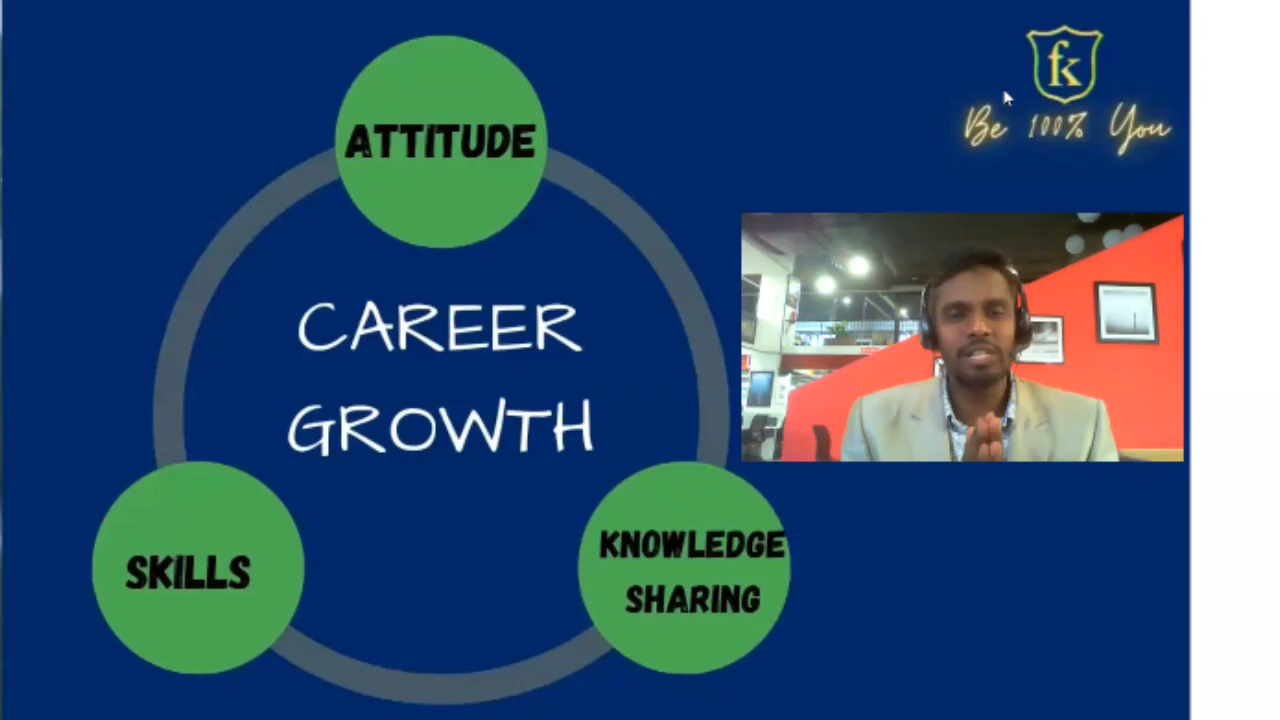 fk
Be 100% You
ATTITUDE
CAREER
GROWTH
SKILLS
KNOWLEDGE
SHARING